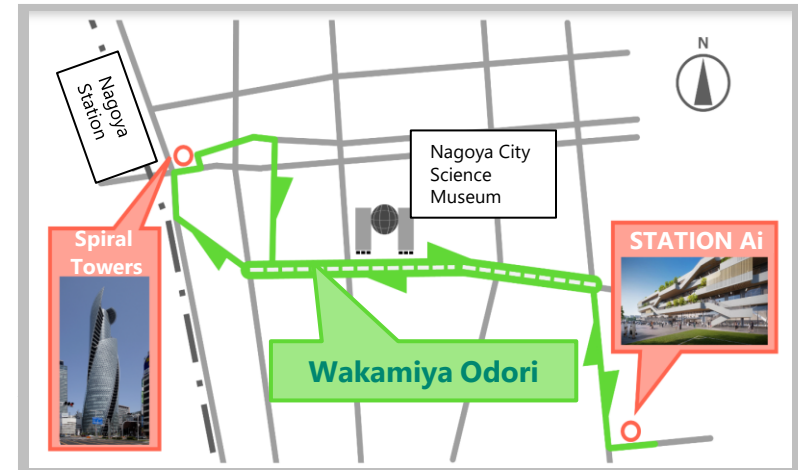 N
Nagoya
Station
Nagoya City
Science
Museum
Spiral
Towers
STATION Ai
Wakamiya Odori